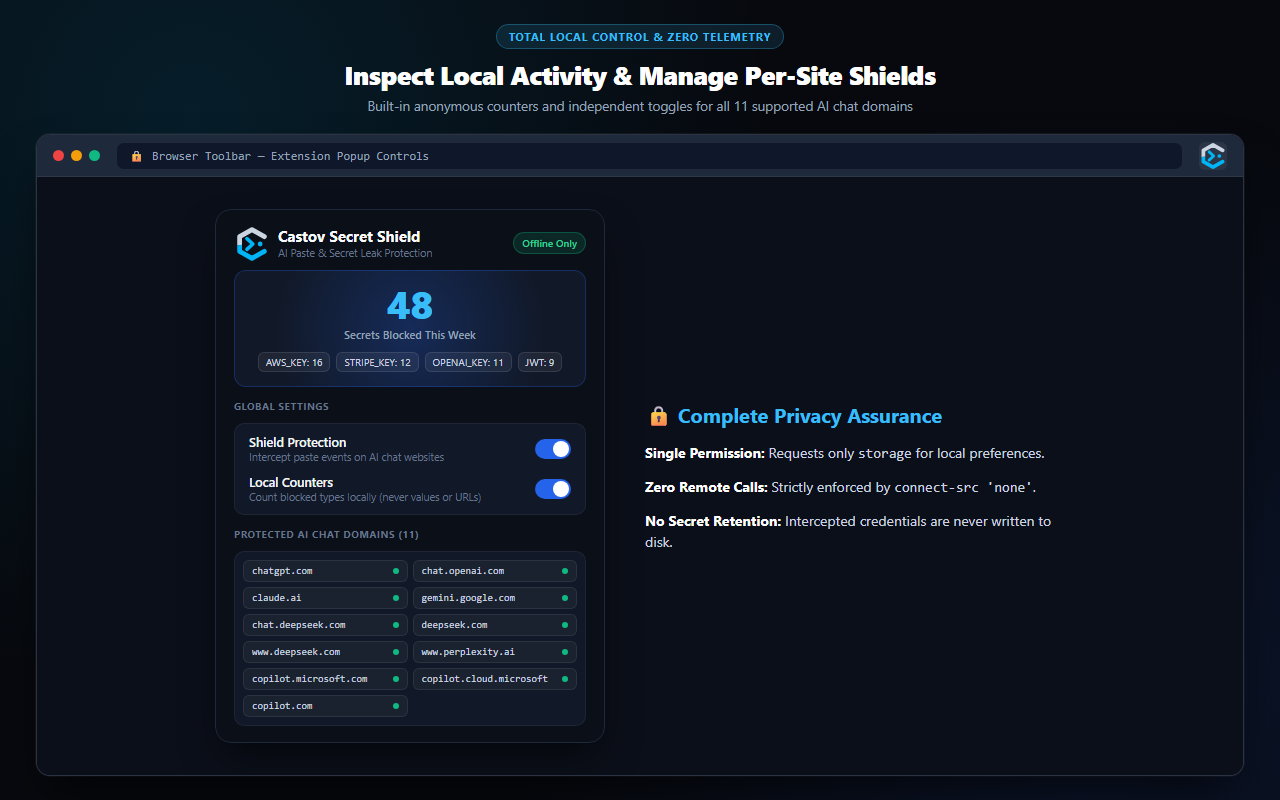 TOTAL LOCAL CONTROL & ZERO TELEMETRY
Inspect Local Activity & Manage Per-Site Shields
Built-in anonymous counters and independent toggles for all 11 supported AI chat domains
Browser Toolbar — Extension Popup Controls
Castov Secret Shield
AI Paste & Secret Leak Protection
Offline Only
48
Secrets Blocked This Week
AWS_KEY: 16 STRIPE_KEY: 12 OPENAI_KEY: 11 JWT: 9
GLOBAL SETTINGS
Shield Protection
Intercept paste events on AI chat websites
Local Counters
Count blocked types locally (never values or URLs)
PROTECTED AI CHAT DOMAINS (11)
chatgpt.com chat.openai.com
claude.ai gemini.google.com
chat.deepseek.com deepseek.com
www.deepseek.com www.perplexity.ai
copilot.microsoft.com copilot.cloud.microsoft
copilot.com
Complete Privacy Assurance
Single Permission: Requests only storage for local preferences.
Zero Remote Calls: Strictly enforced by connect-src 'none'.
No Secret Retention: Intercepted credentials are never written to
disk.